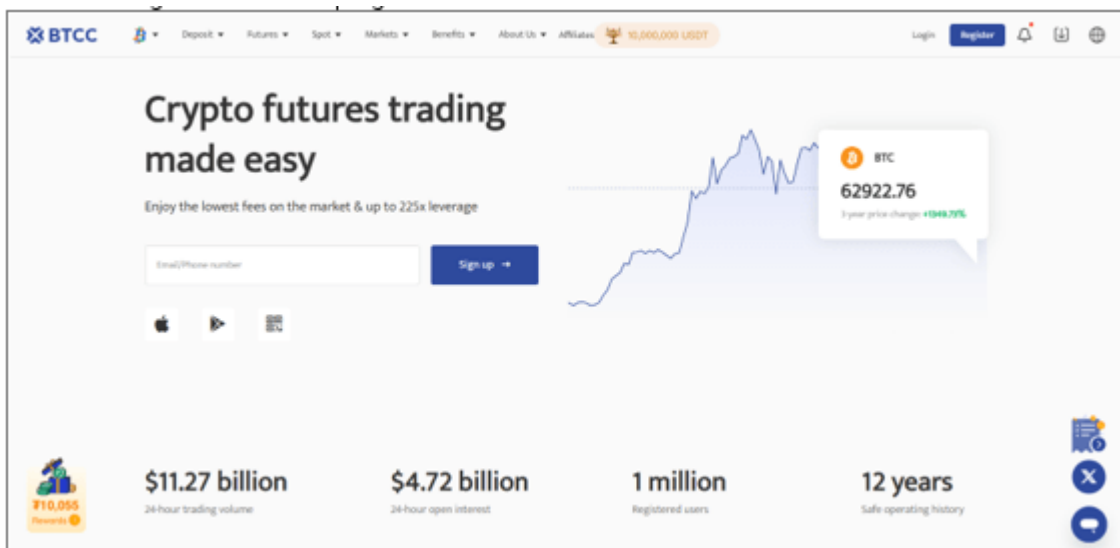 BTCC
Deposit Futures Spot Markets Benefits About Us Affiliates 10,000,000 USDT
Login Register
Crypto futures trading
made easy
Enjoy the lowest fees on the market & up to 225x leverage
Email/Phone number
Sign up →
BTC
62922.76
3-year price change:
₮10,055
Rewards
$11.27 billion
24-hour trading volume
$4.72 billion
24-hour open interest
1 million
Registered users
12 years
Safe operating history